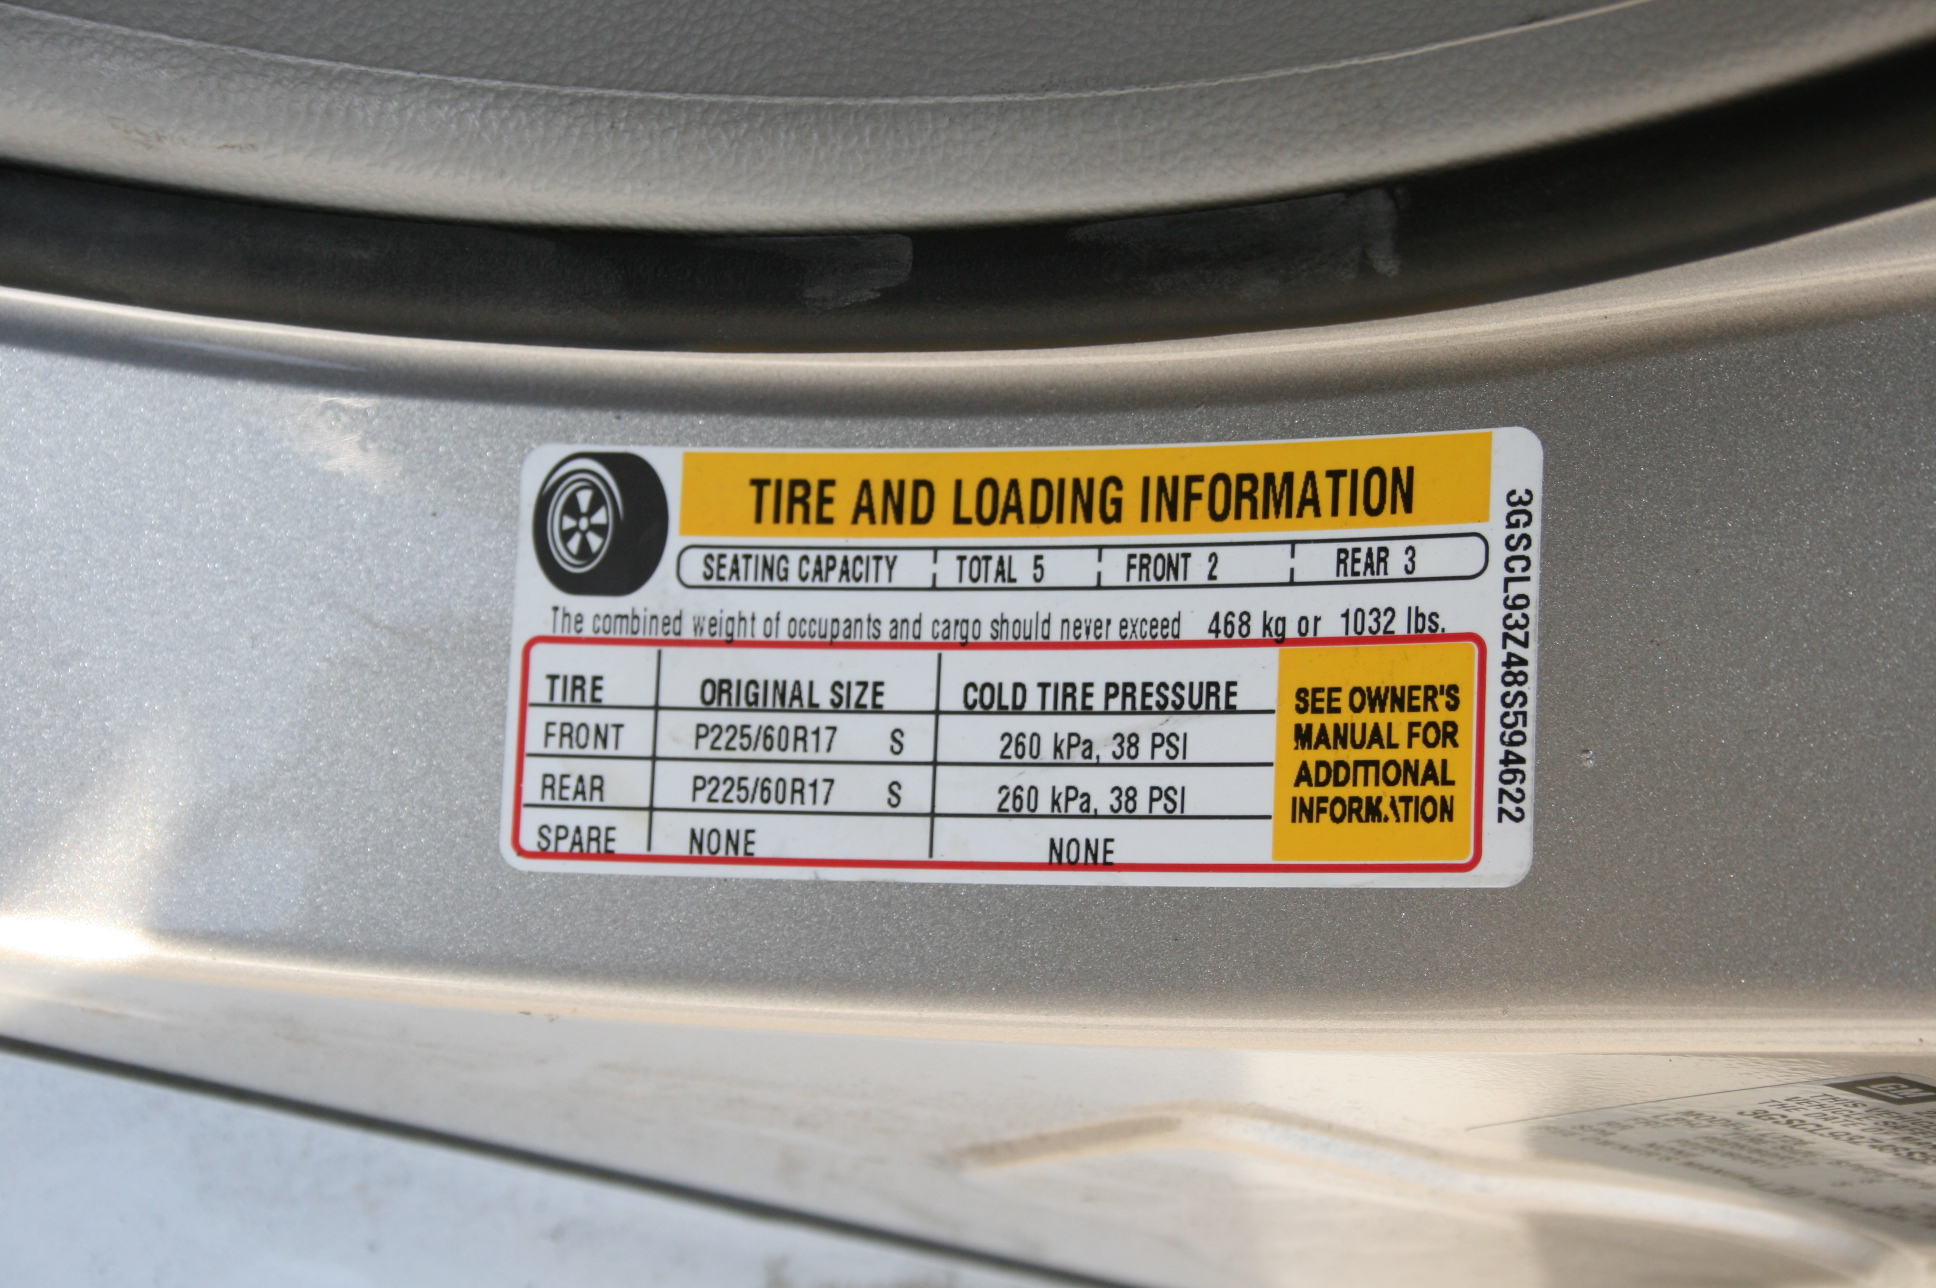 TIRE AND LOADING INFORMATION
SEATING CAPACITY TOTAL 5 FRONT 2 REAR 3
The combined weight of occupants and cargo should never exceed 468 kg or 1032 lbs.
TIRE ORIGINAL SIZE COLD TIRE PRESSURE
FRONT P225/60R17 S 260 kPa, 38 PSI
REAR P225/60R17 S 260 kPa, 38 PSI
SPARE NONE NONE
SEE OWNER'S
MANUAL FOR
ADDITIONAL
INFORMATION
3GSCL93Z48S594622
GM